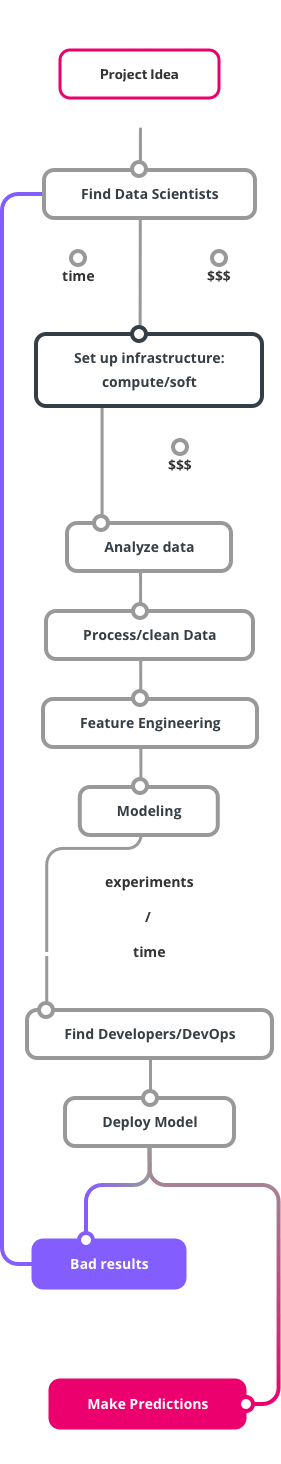 Project Idea
Find Data Scientists
time
$$$
Set up infrastructure:
compute/soft
$$$
Analyze data
Process/clean Data
Feature Engineering
Modeling
experiments
/
time
Find Developers/DevOps
Deploy Model
Bad results
Make Predictions